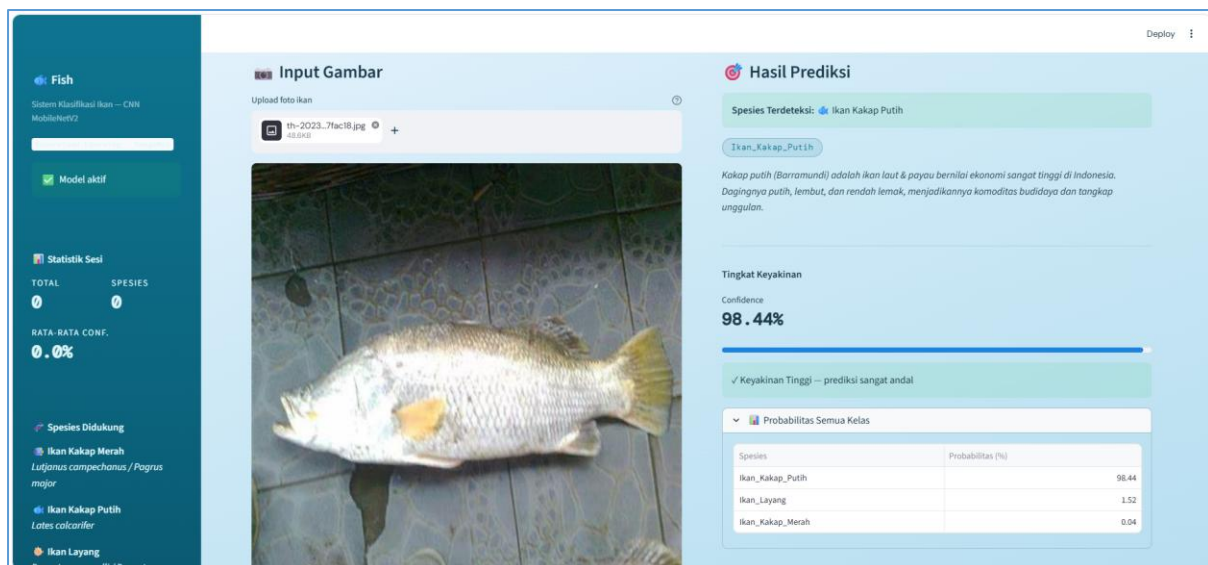 Deploy
Fish
Sistem Klasifikasi Ikan — CNN
MobileNetV2
Model aktif
Statistik Sesi
TOTAL
SPESIES
0
0
RATA-RATA CONF.
0.0%
Spesies Didukung
Ikan Kakap Merah
Lutjanus campechanus / Pagrus
major
Ikan Kakap Putih
Lates calcarifer
Ikan Layang
Input Gambar
Upload foto ikan
th-2023...7fac18.jpg
48.6KB
Hasil Prediksi
Spesies Terdeteksi: Ikan Kakap Putih
Ikan_Kakap_Putih
Kakap putih (Barramundi) adalah ikan laut & payau bernilai ekonomi sangat tinggi di Indonesia.
Dagingnya putih, lembut, dan rendah lemak, menjadikannya komoditas budidaya dan tangkap
unggulan.
Tingkat Keyakinan
Confidence
98.44%
✓ Keyakinan Tinggi — prediksi sangat andal
Probabilitas Semua Kelas
Spesies Probabilitas (%)
Ikan_Kakap_Putih 98.44
Ikan_Layang 1.52
Ikan_Kakap_Merah 0.04